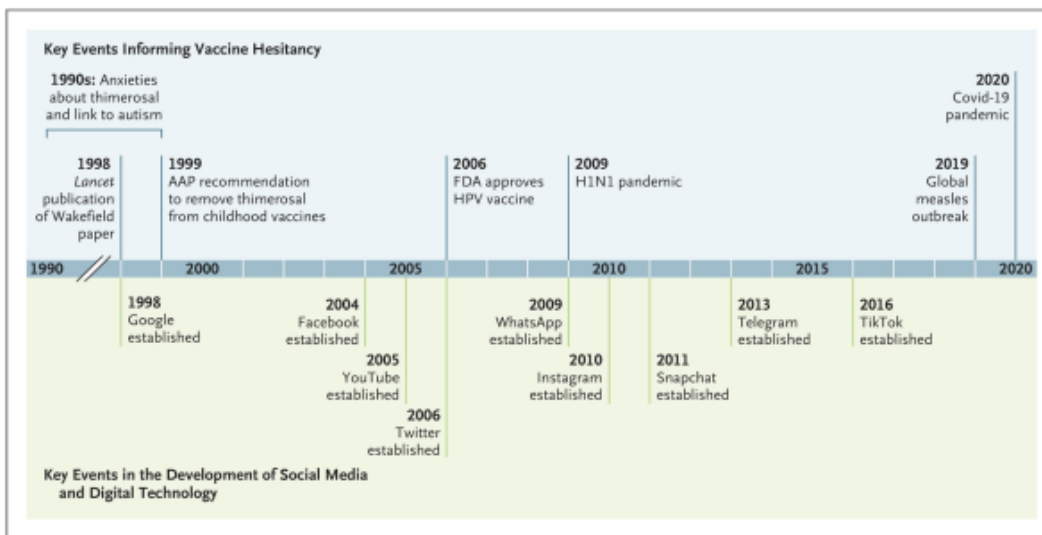 Key Events Informing Vaccine Hesitancy
1990s: Anxieties
about thimerosal
and link to autism
2020
Covid-19
pandemic
1998
Lancet
publication
of Wakefield
paper
1999
AAP recommendation
to remove thimerosal
from childhood vaccines
2006
FDA approves
HPV vaccine
2009
H1N1 pandemic
2019
Global
measles
outbreak
1990 2000 2005 2010 2015 2020
1998
Google
established
2004
Facebook
established
2005
YouTube
established
2006
Twitter
established
2009
WhatsApp
established
2010
Instagram
established
2011
Snapchat
established
2013
Telegram
established
2016
TikTok
established
Key Events in the Development of Social Media
and Digital Technology